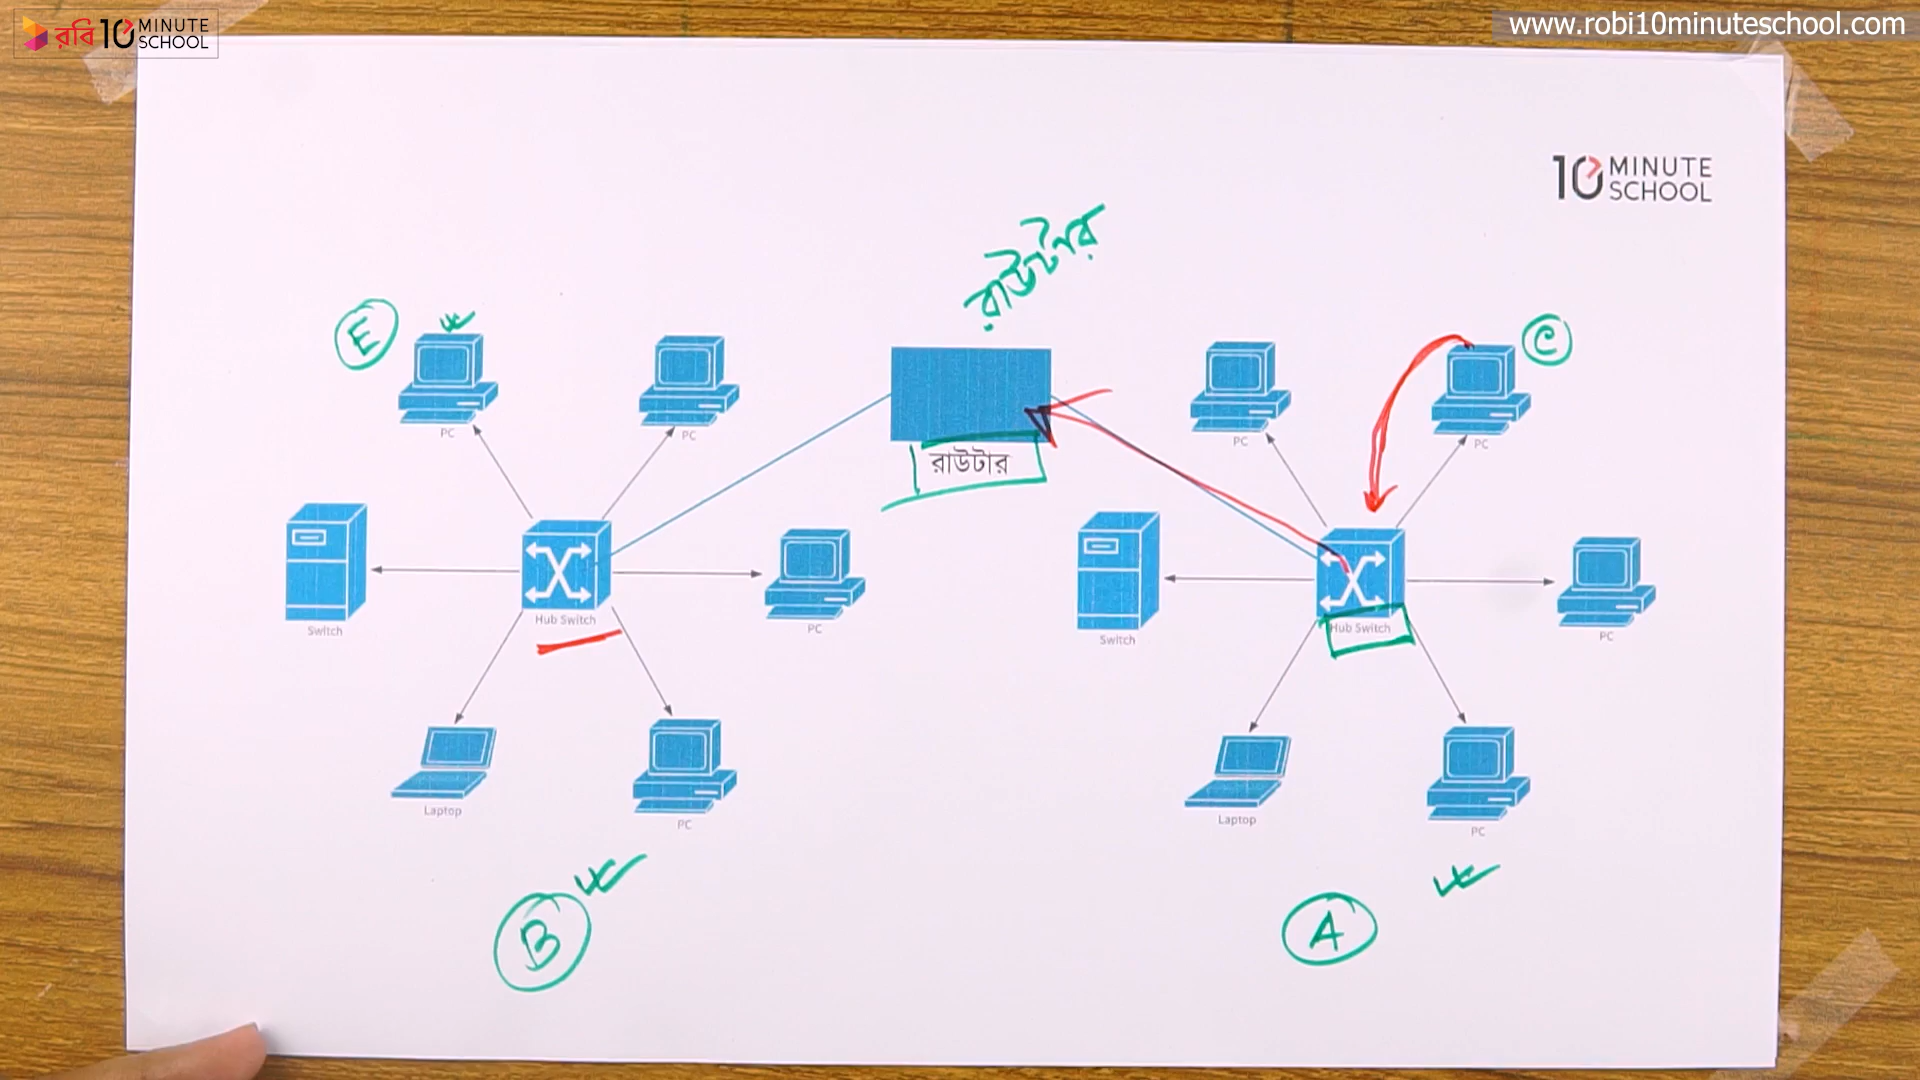 রবি 10 MINUTE SCHOOL
www.robi10minuteschool.com
10 MINUTE SCHOOL
রাউটার
E
C
PC
PC
PC
PC
রাউটার
Switch
Hub Switch
PC
Switch
Hub Switch
PC
Laptop
PC
Laptop
PC
B
A